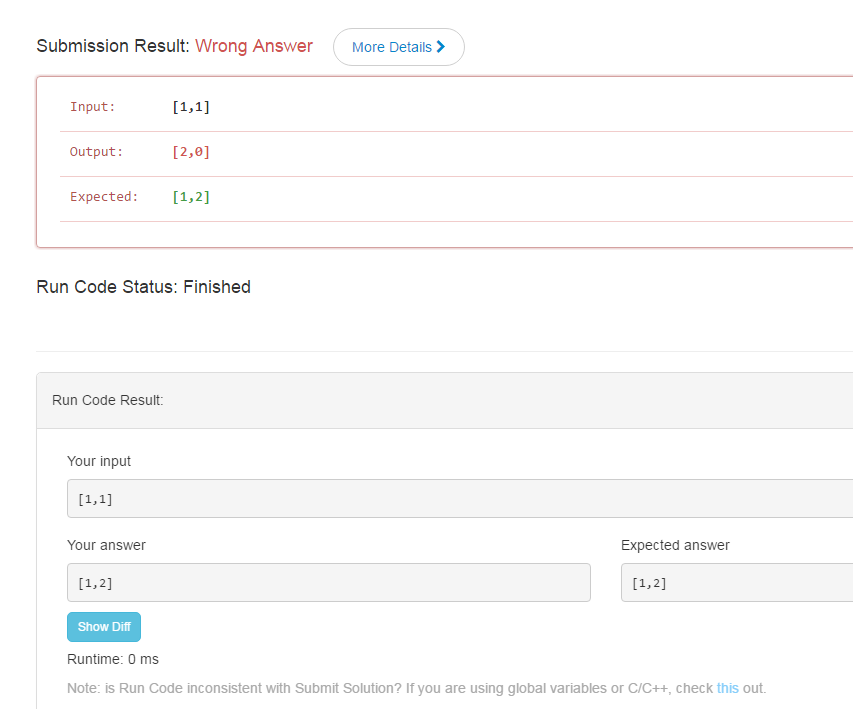 Submission Result: Wrong Answer More Details
Input: [1,1]
Output: [2,0]
Expected: [1,2]
Run Code Status: Finished
Run Code Result:
Your input
[1,1]
Your answer Expected answer
[1,2] [1,2]
Show Diff
Runtime: 0 ms
Note: is Run Code inconsistent with Submit Solution? If you are using global variables or C/C++, check this out.